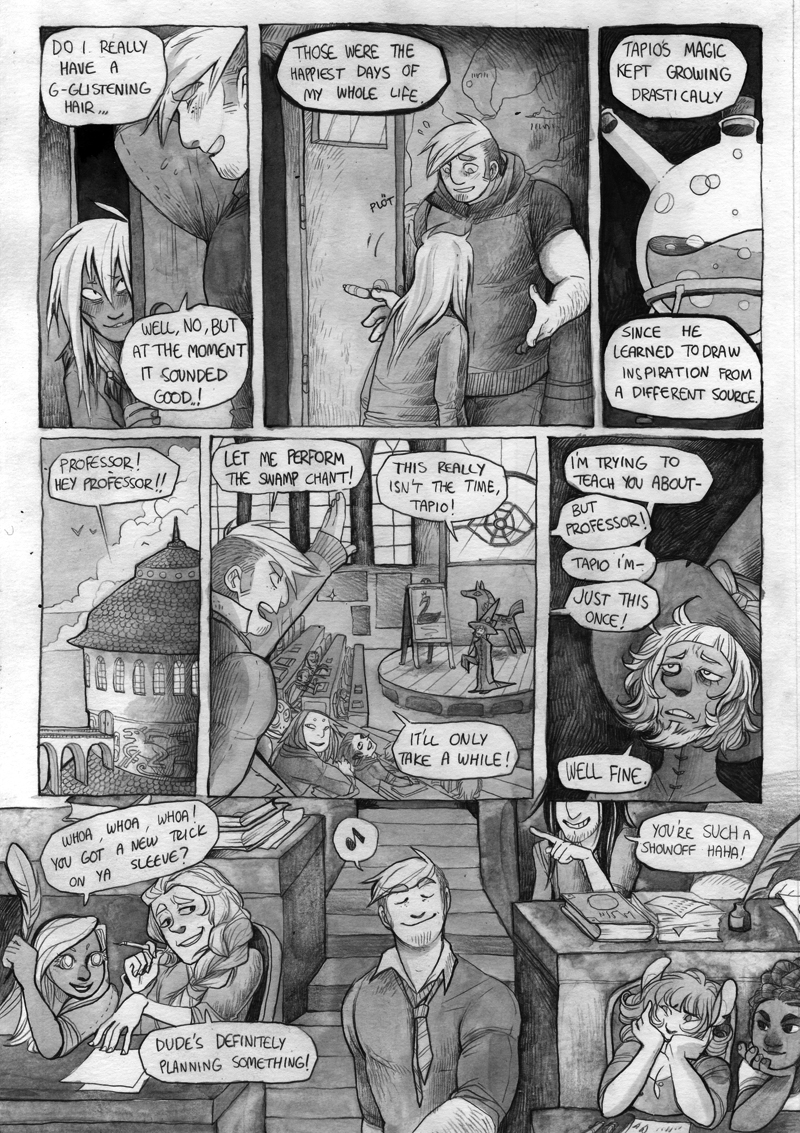 DO I REALLY
HAVE A
G-GLISTENING
HAIR...
WELL, NO, BUT
AT THE MOMENT
IT SOUNDED
GOOD..!
THOSE WERE THE
HAPPIEST DAYS OF
MY WHOLE LIFE.
PLÖT
TAPIO'S MAGIC
KEPT GROWING
DRASTICALLY
SINCE HE
LEARNED TO DRAW
INSPIRATION FROM
A DIFFERENT SOURCE.
PROFESSOR!
HEY PROFESSOR!!
LET ME PERFORM
THE SWAMP CHANT!
THIS REALLY
ISN'T THE TIME,
TAPIO!
IT'LL ONLY
TAKE A WHILE!
I'M TRYING TO
TEACH YOU ABOUT-
BUT
PROFESSOR!
TAPIO I'M-
JUST THIS
ONCE!
WELL FINE.
WHOA, WHOA, WHOA!
YOU GOT A NEW TRICK
ON YA SLEEVE?
DUDE'S DEFINITELY
PLANNING SOMETHING!
YOU'RE SUCH A
SHOWOFF HAHA!